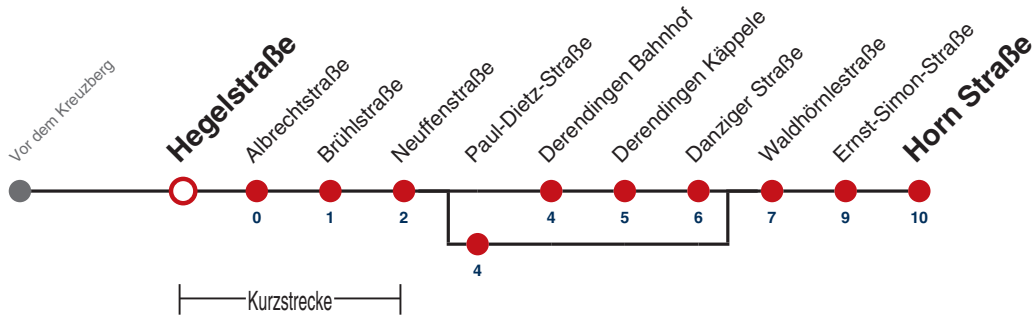 Vor dem Kreuzberg
Hegelstraße
Albrechtstraße
Brühlstraße
Neuffenstraße
Paul-Dietz-Straße
Derendingen Bahnhof
Derendingen Käppele
Danziger Straße
Waldhörnlestraße
Ernst-Simon-Straße
Horn Straße
0 1 2 4 5 6 7 9 10
4
Kurzstrecke